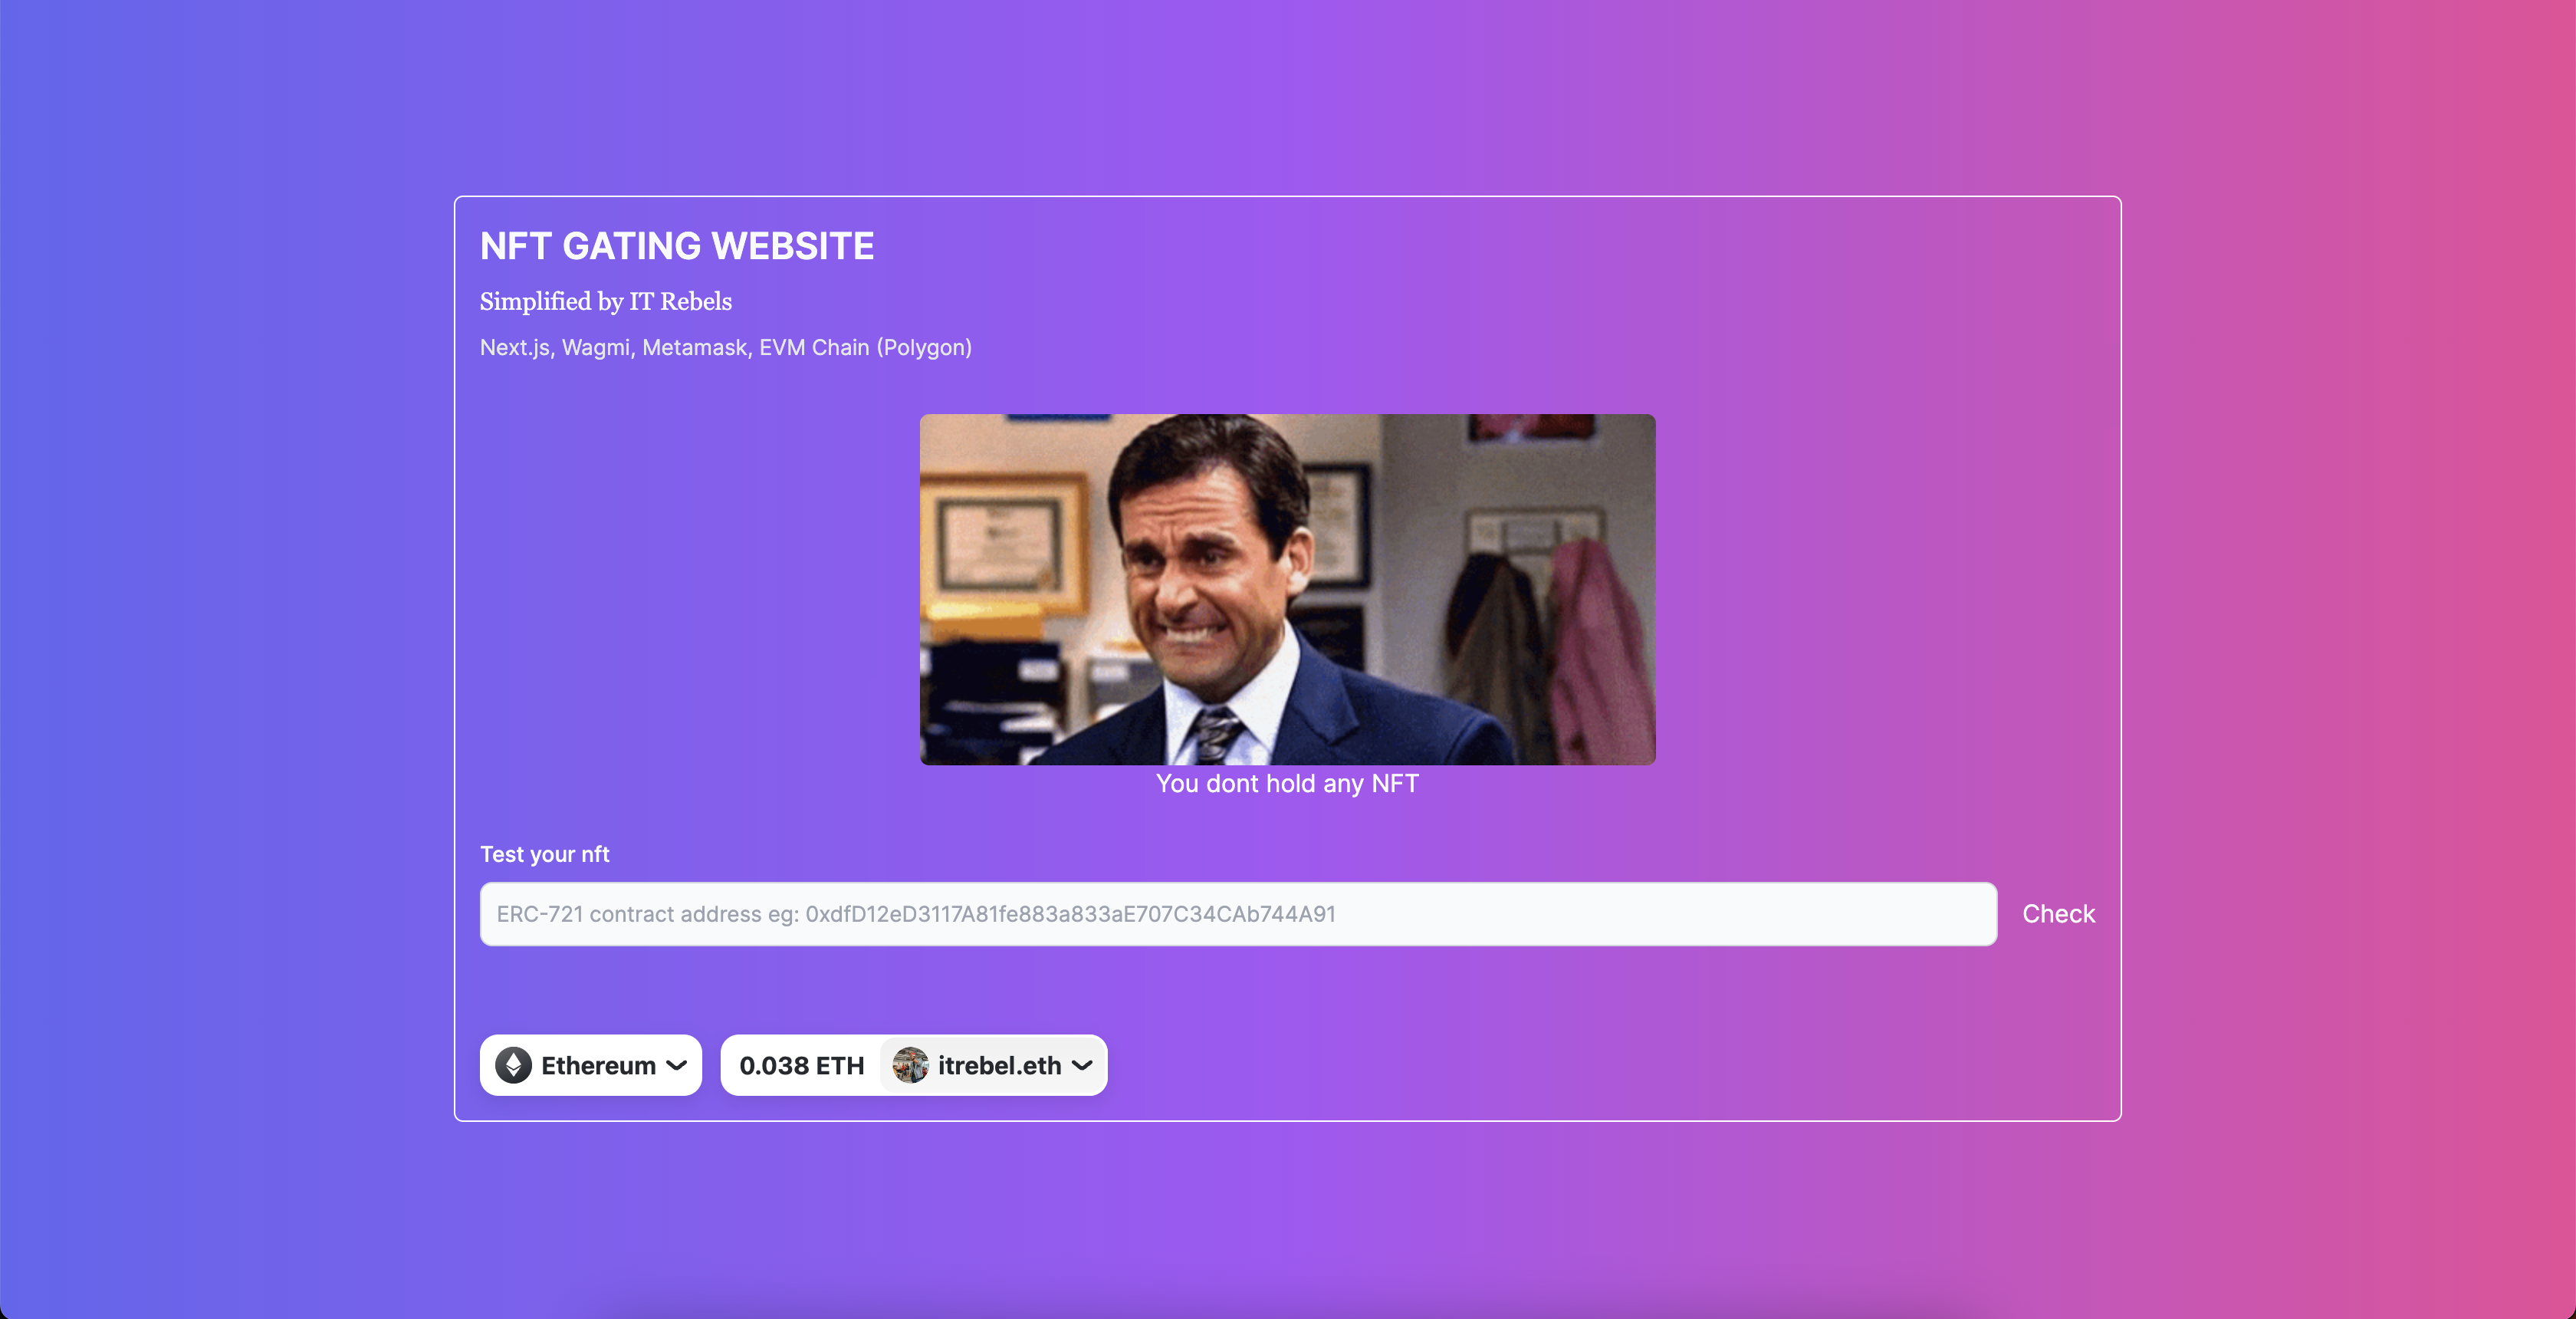 NFT GATING WEBSITE
Simplified by IT Rebels
Next.js, Wagmi, Metamask, EVM Chain (Polygon)
You dont hold any NFT
Test your nft
ERC-721 contract address eg: 0xdfD12eD3117A81fe883a833aE707C34CAb744A91
Check
Ethereum
0.038 ETH itrebel.eth